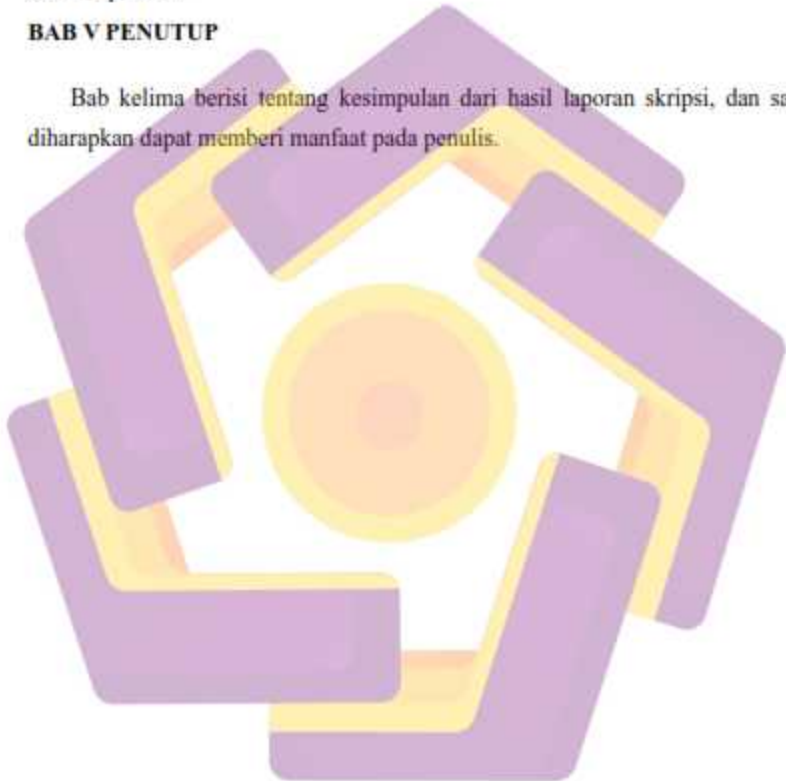 BAB V PENUTUP
Bab kelima berisi tentang kesimpulan dari hasil laporan skripsi, dan
diharapkan dapat memberi manfaat pada penulis.